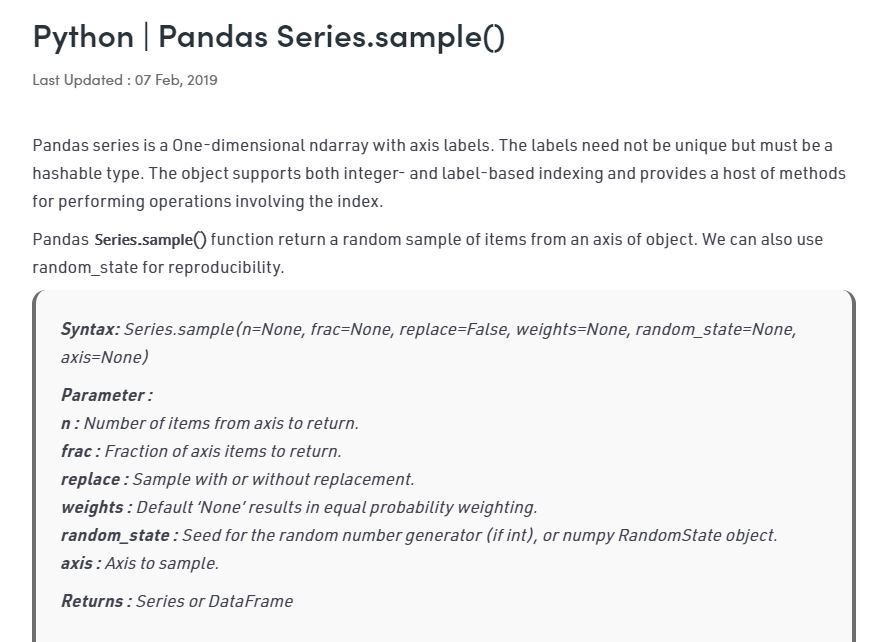 Python | Pandas Series.sample()
Last Updated : 07 Feb, 2019
Pandas series is a One-dimensional ndarray with axis labels. The labels need not be unique but must be a
hashable type. The object supports both integer- and label-based indexing and provides a host of methods
for performing operations involving the index.
Pandas Series.sample() function return a random sample of items from an axis of object. We can also use
random_state for reproducibility.
Syntax: Series.sample(n=None, frac=None, replace=False, weights=None, random_state=None,
axis=None)
Parameter :
n : Number of items from axis to return.
frac : Fraction of axis items to return.
replace : Sample with or without replacement.
weights : Default ‘None’ results in equal probability weighting.
random_state : Seed for the random number generator (if int), or numpy RandomState object.
axis : Axis to sample.
Returns : Series or DataFrame